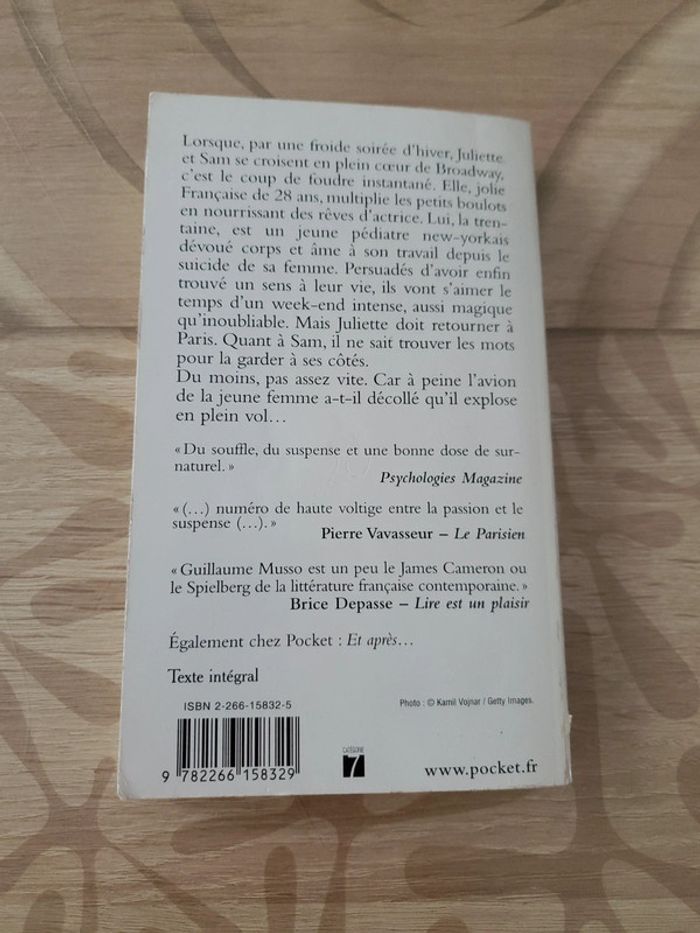 Lorsque, par une froide soirée d'hiver, Juliette
et Sam se croisent en plein cœur de Broadway,
c'est le coup de foudre instantané. Elle, jolie
Française de 28 ans, multiplie les petits boulots
en nourrissant des rêves d'actrice. Lui, la tren-
taine, est un jeune pédiatre new-yorkais
dévoué corps et âme à son travail depuis le
suicide de sa femme. Persuadés d'avoir enfin
trouvé un sens à leur vie, ils vont s'aimer le
temps d'un week-end intense, aussi magique
qu'inoubliable. Mais Juliette doit retourner à
Paris. Quant à Sam, il ne sait trouver les mots
pour la garder à ses côtés.
Du moins, pas assez vite. Car à peine l'avion
de la jeune femme a-t-il décollé qu'il explose
en plein vol…
« Du souffle, du suspense et une bonne dose de sur-
naturel. »
Psychologies Magazine
« (…) numéro de haute voltige entre la passion et le
suspense (…). »
Pierre Vavasseur – Le Parisien
« Guillaume Musso est un peu le James Cameron ou
le Spielberg de la littérature française contemporaine. »
Brice Depasse – Lire est un plaisir
Également chez Pocket : Et après…
Texte intégral
ISBN 2-266-15832-5
Photo : © Kamil Vojnar / Getty Images.
9 782266 158329
CATÉGORIE
7
www.pocket.fr